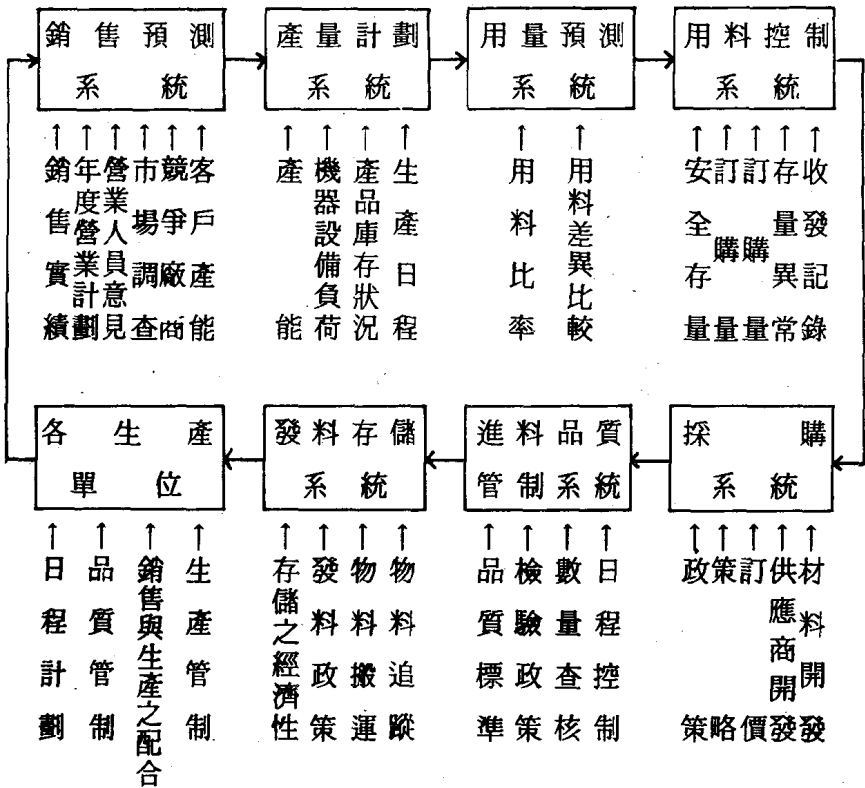 銷售預測
系統
產量計劃
系統
用量預測
系統
用料控制
系統
銷售實績
年度營業計劃
營業人員意見
市場調查
競爭廠商
客戶產能
產能
機器設備負荷
產品庫存狀況
生產日程
用料比率
用料差異比較
安全存量
訂購量
訂購量
存量異常
收發記錄
各生產
單位
發料存儲
系統
進料品質
管制系統
採購
系統
日程計劃
品質管制
銷售與生產之配合
生產管制
存儲之經濟性
發料政策
物料搬運
物料追蹤
品質標準
檢驗政策
數量查核
日程控制
政策
策略
訂價
供應商開發
材料開發